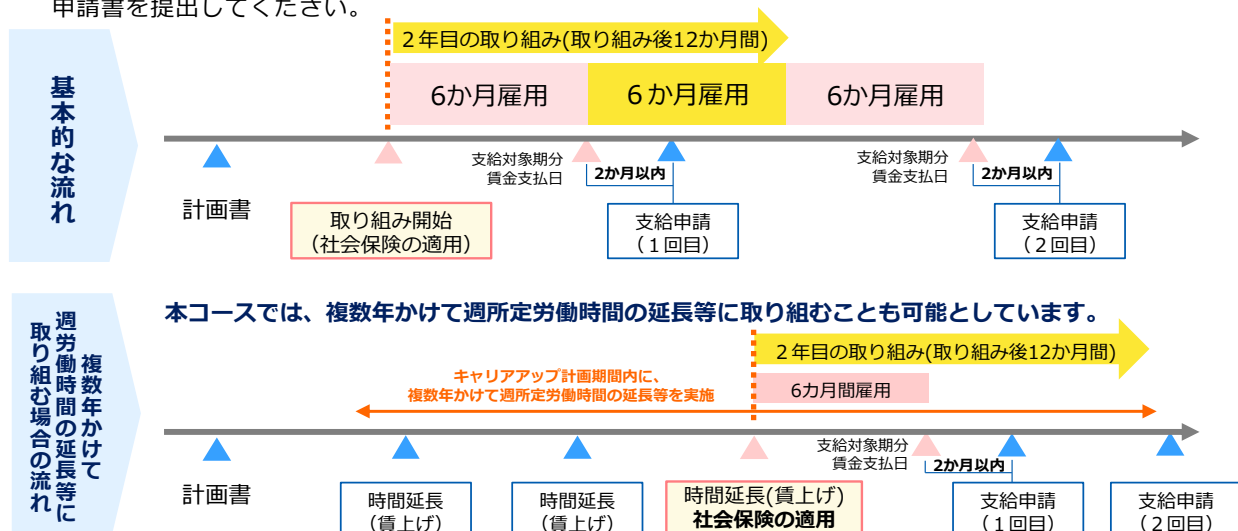 申請書を提出してください。
基本的な流れ
２年目の取り組み(取り組み後12か月間)
6か月雇用
６か月雇用
6か月雇用
計画書
取り組み開始
（社会保険の適用）
支給対象期分
賃金支払日
2か月以内
支給申請
（１回目）
支給対象期分
賃金支払日
2か月以内
支給申請
（２回目）
複数年かけて
週労働時間の延長等に
取り組む場合の流れ
本コースでは、複数年かけて週所定労働時間の延長等に取り組むことも可能としています。
２年目の取り組み(取り組み後12か月間)
キャリアアップ計画期間内に、
複数年かけて週所定労働時間の延長等を実施
6カ月間雇用
計画書
時間延長
（賃上げ）
時間延長
（賃上げ）
時間延長(賃上げ)
社会保険の適用
支給対象期分
賃金支払日
2か月以内
支給申請
（１回目）
支給申請
（２回目）